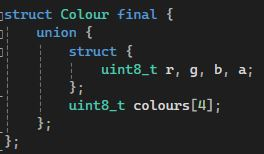 struct Colour final {
    union {
        struct {
            uint8_t r, g, b, a;
        };
        uint8_t colours[4];
    };
};